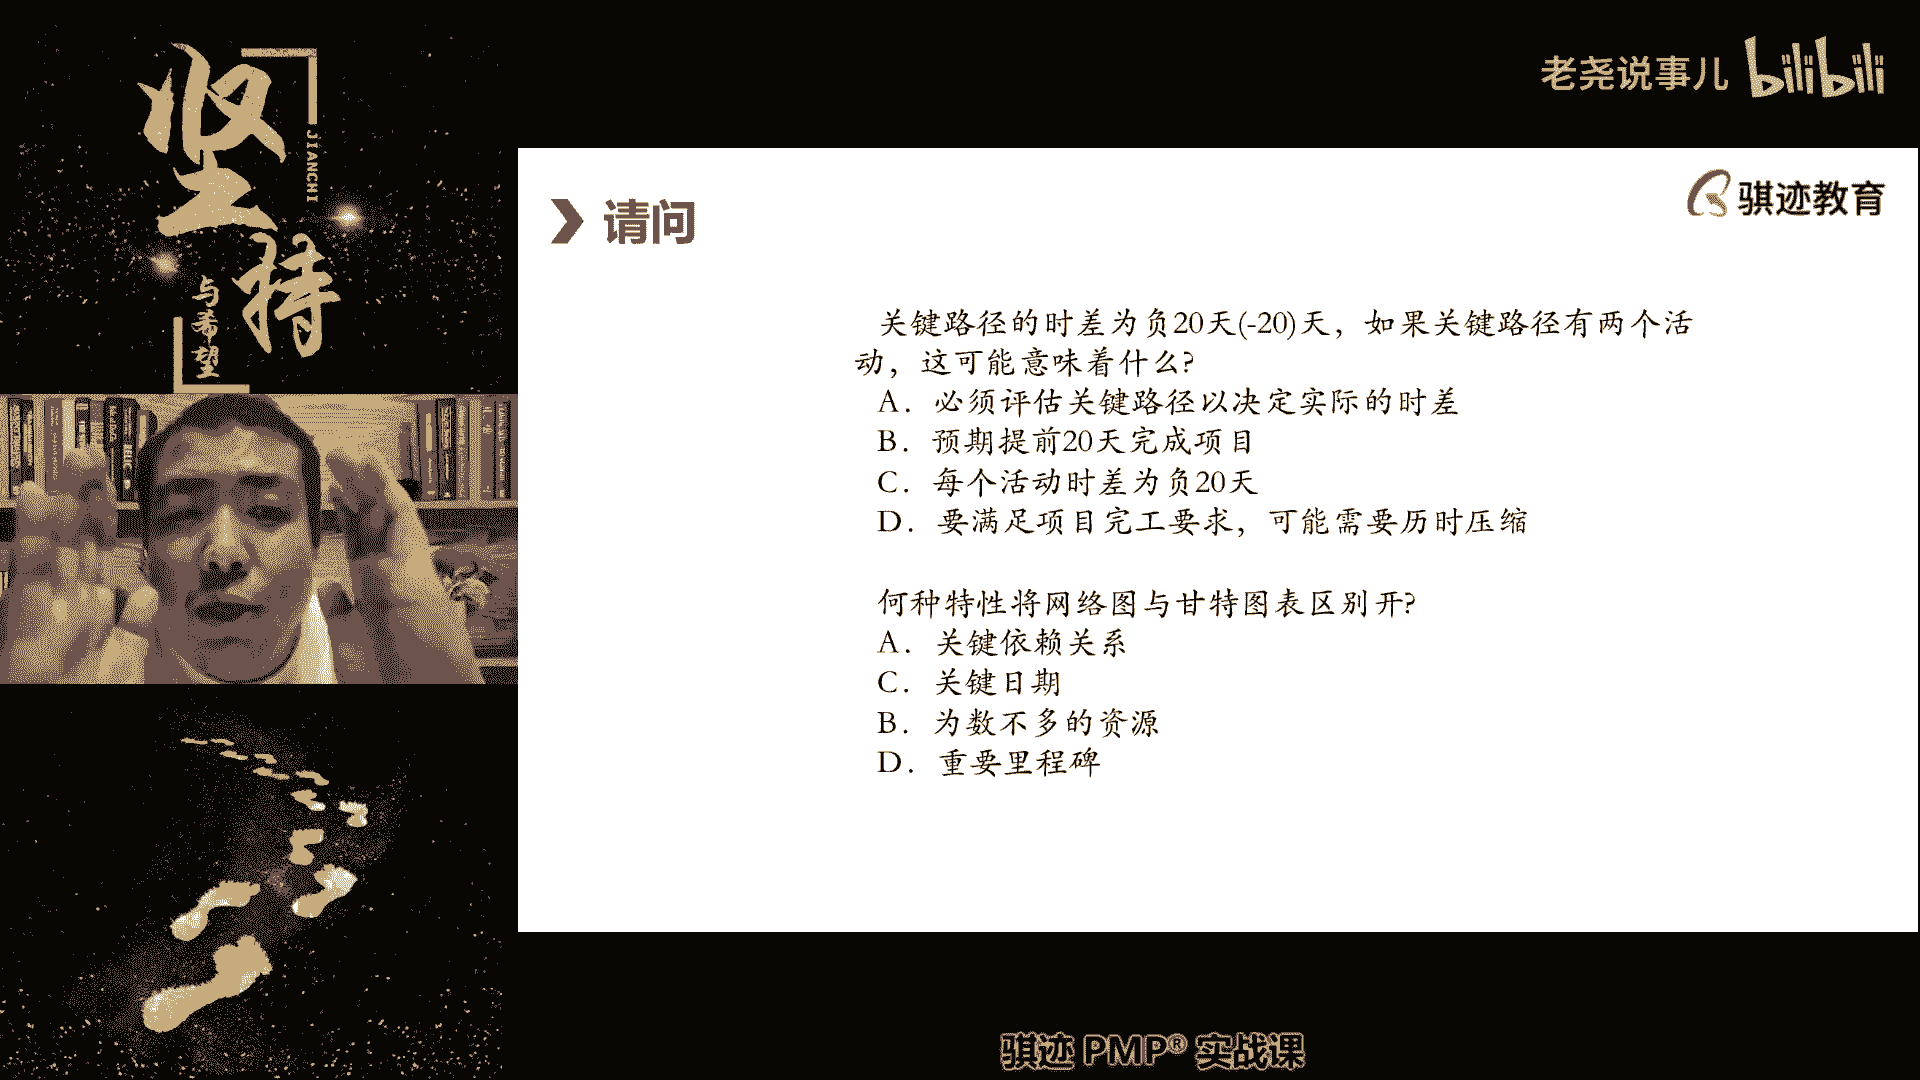 坚持
JIANCHI
与希望
老尧说事儿 bilibili
骐迹教育
请问
关键路径的时差为负20天(-20)天，如果关键路径有两个活
动，这可能意味着什么?
A. 必须评估关键路径以决定实际的时差
B. 预期提前20天完成项目
C. 每个活动时差为负20天
D. 要满足项目完工要求，可能需要历时压缩
何种特性将网络图与甘特图表区别开?
A. 关键依赖关系
C. 关键日期
B. 为数不多的资源
D. 重要里程碑
骐迹 PMP® 实战课